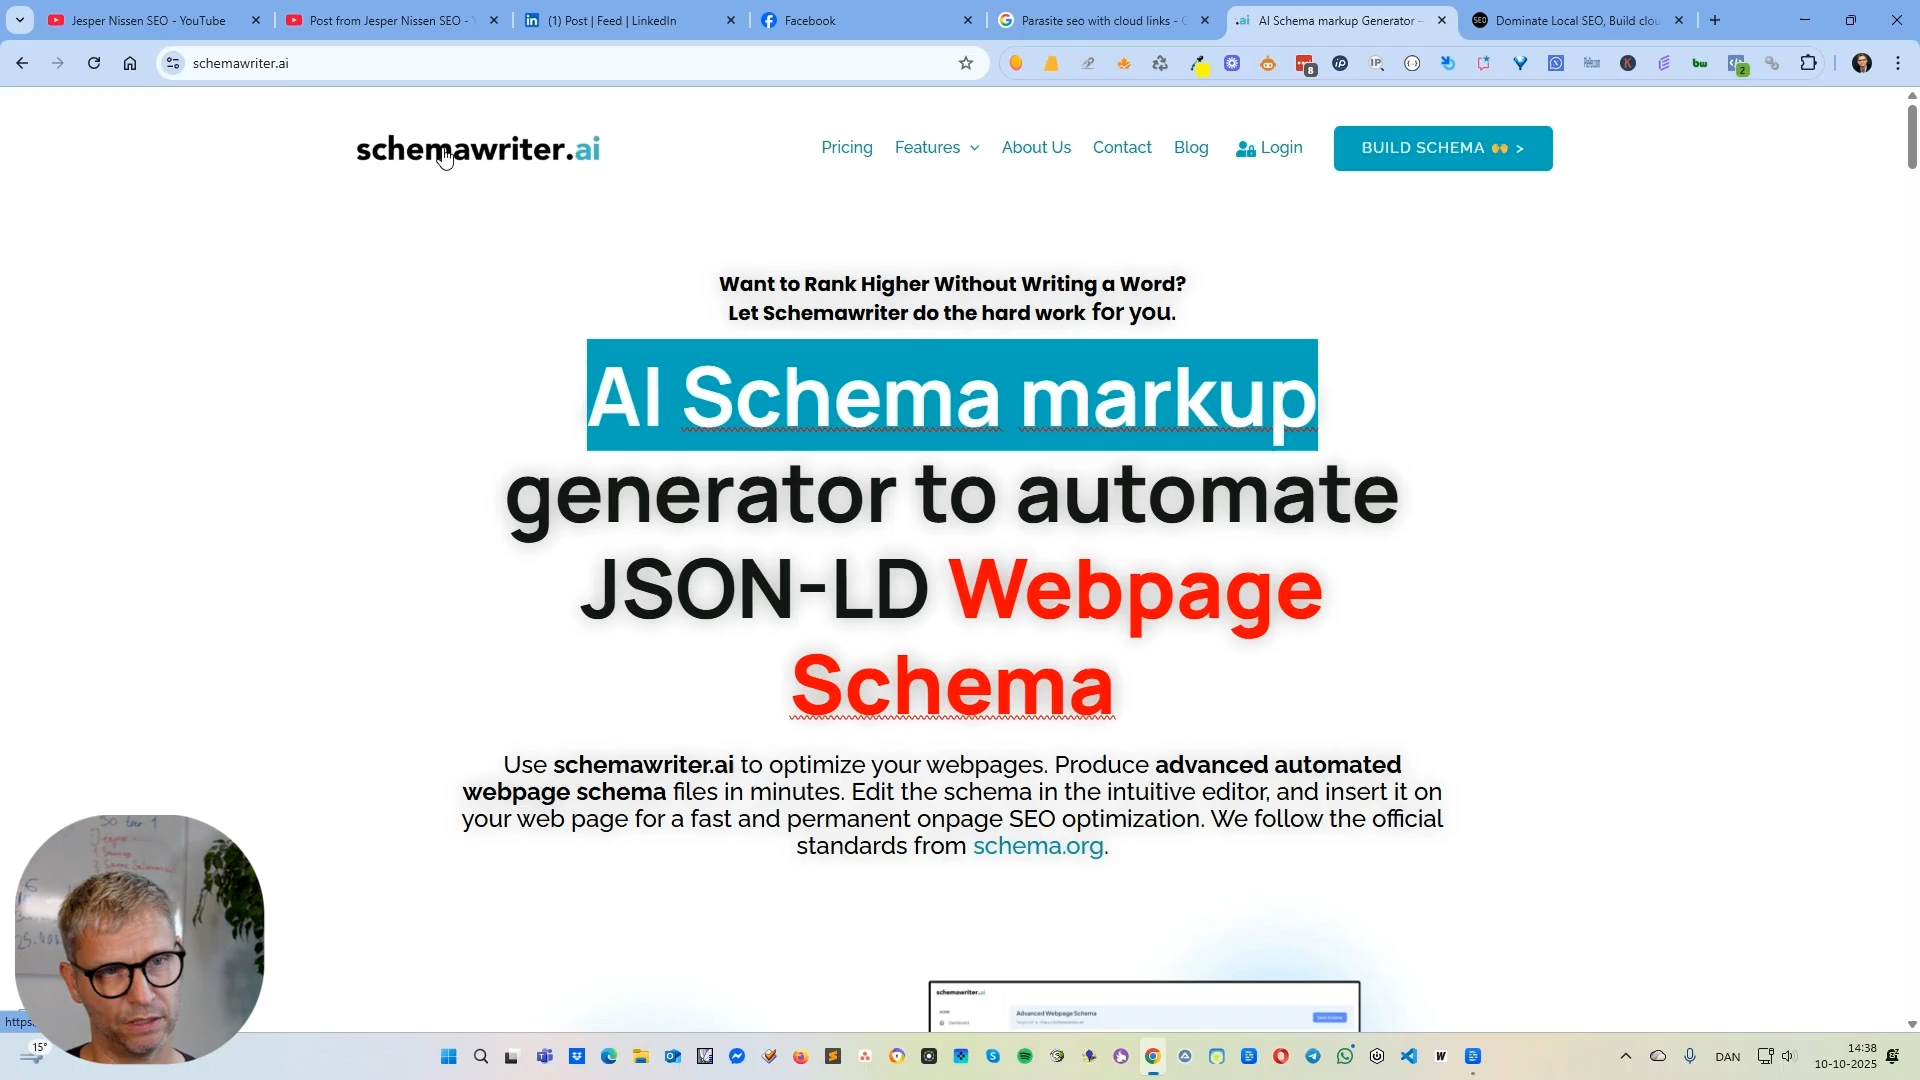 Jesper Nissen SEO - YouTube
Post from Jesper Nissen SEO -
(1) Post | Feed | LinkedIn
Facebook
Parasite seo with cloud links -
AI Schema markup Generator –
Dominate Local SEO, Build clou
schemawriter.ai
schemawriter.ai
Pricing
Features
About Us
Contact
Blog
Login
BUILD SCHEMA 🙌 >
Want to Rank Higher Without Writing a Word?
Let Schemawriter do the hard work for you.
AI Schema markup
generator to automate
JSON-LD Webpage
Schema
Use schemawriter.ai to optimize your webpages. Produce advanced automated
webpage schema files in minutes. Edit the schema in the intuitive editor, and insert it on
your web page for a fast and permanent onpage SEO optimization. We follow the official
standards from schema.org.
schemawriter.ai
HOME
Dashboard
Advanced Webpage Schema
https:
15°
DAN
14:38
10-10-2025